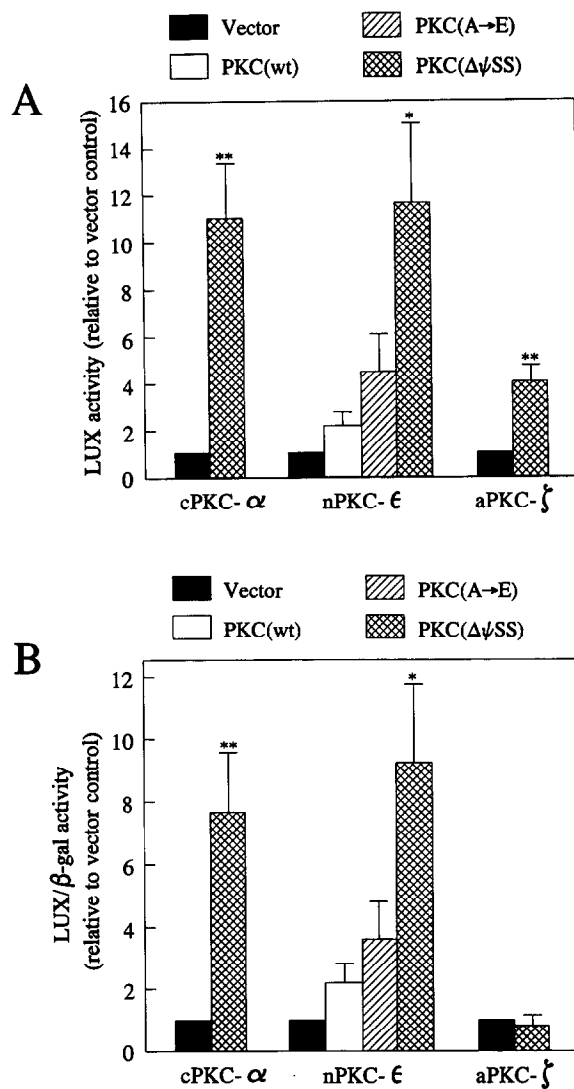 Vector
PKC(A→E)
PKC(wt)
PKC(ΔψSS)
A
LUX activity (relative to vector control)
16
14
12
10
8
6
4
2
0
**
*
**
cPKC-α
nPKC-ϵ
aPKC-ζ
Vector
PKC(A→E)
PKC(wt)
PKC(ΔψSS)
B
LUX/β-gal activity
(relative to vector control)
12
10
8
6
4
2
0
**
*
cPKC-α
nPKC-ϵ
aPKC-ζ